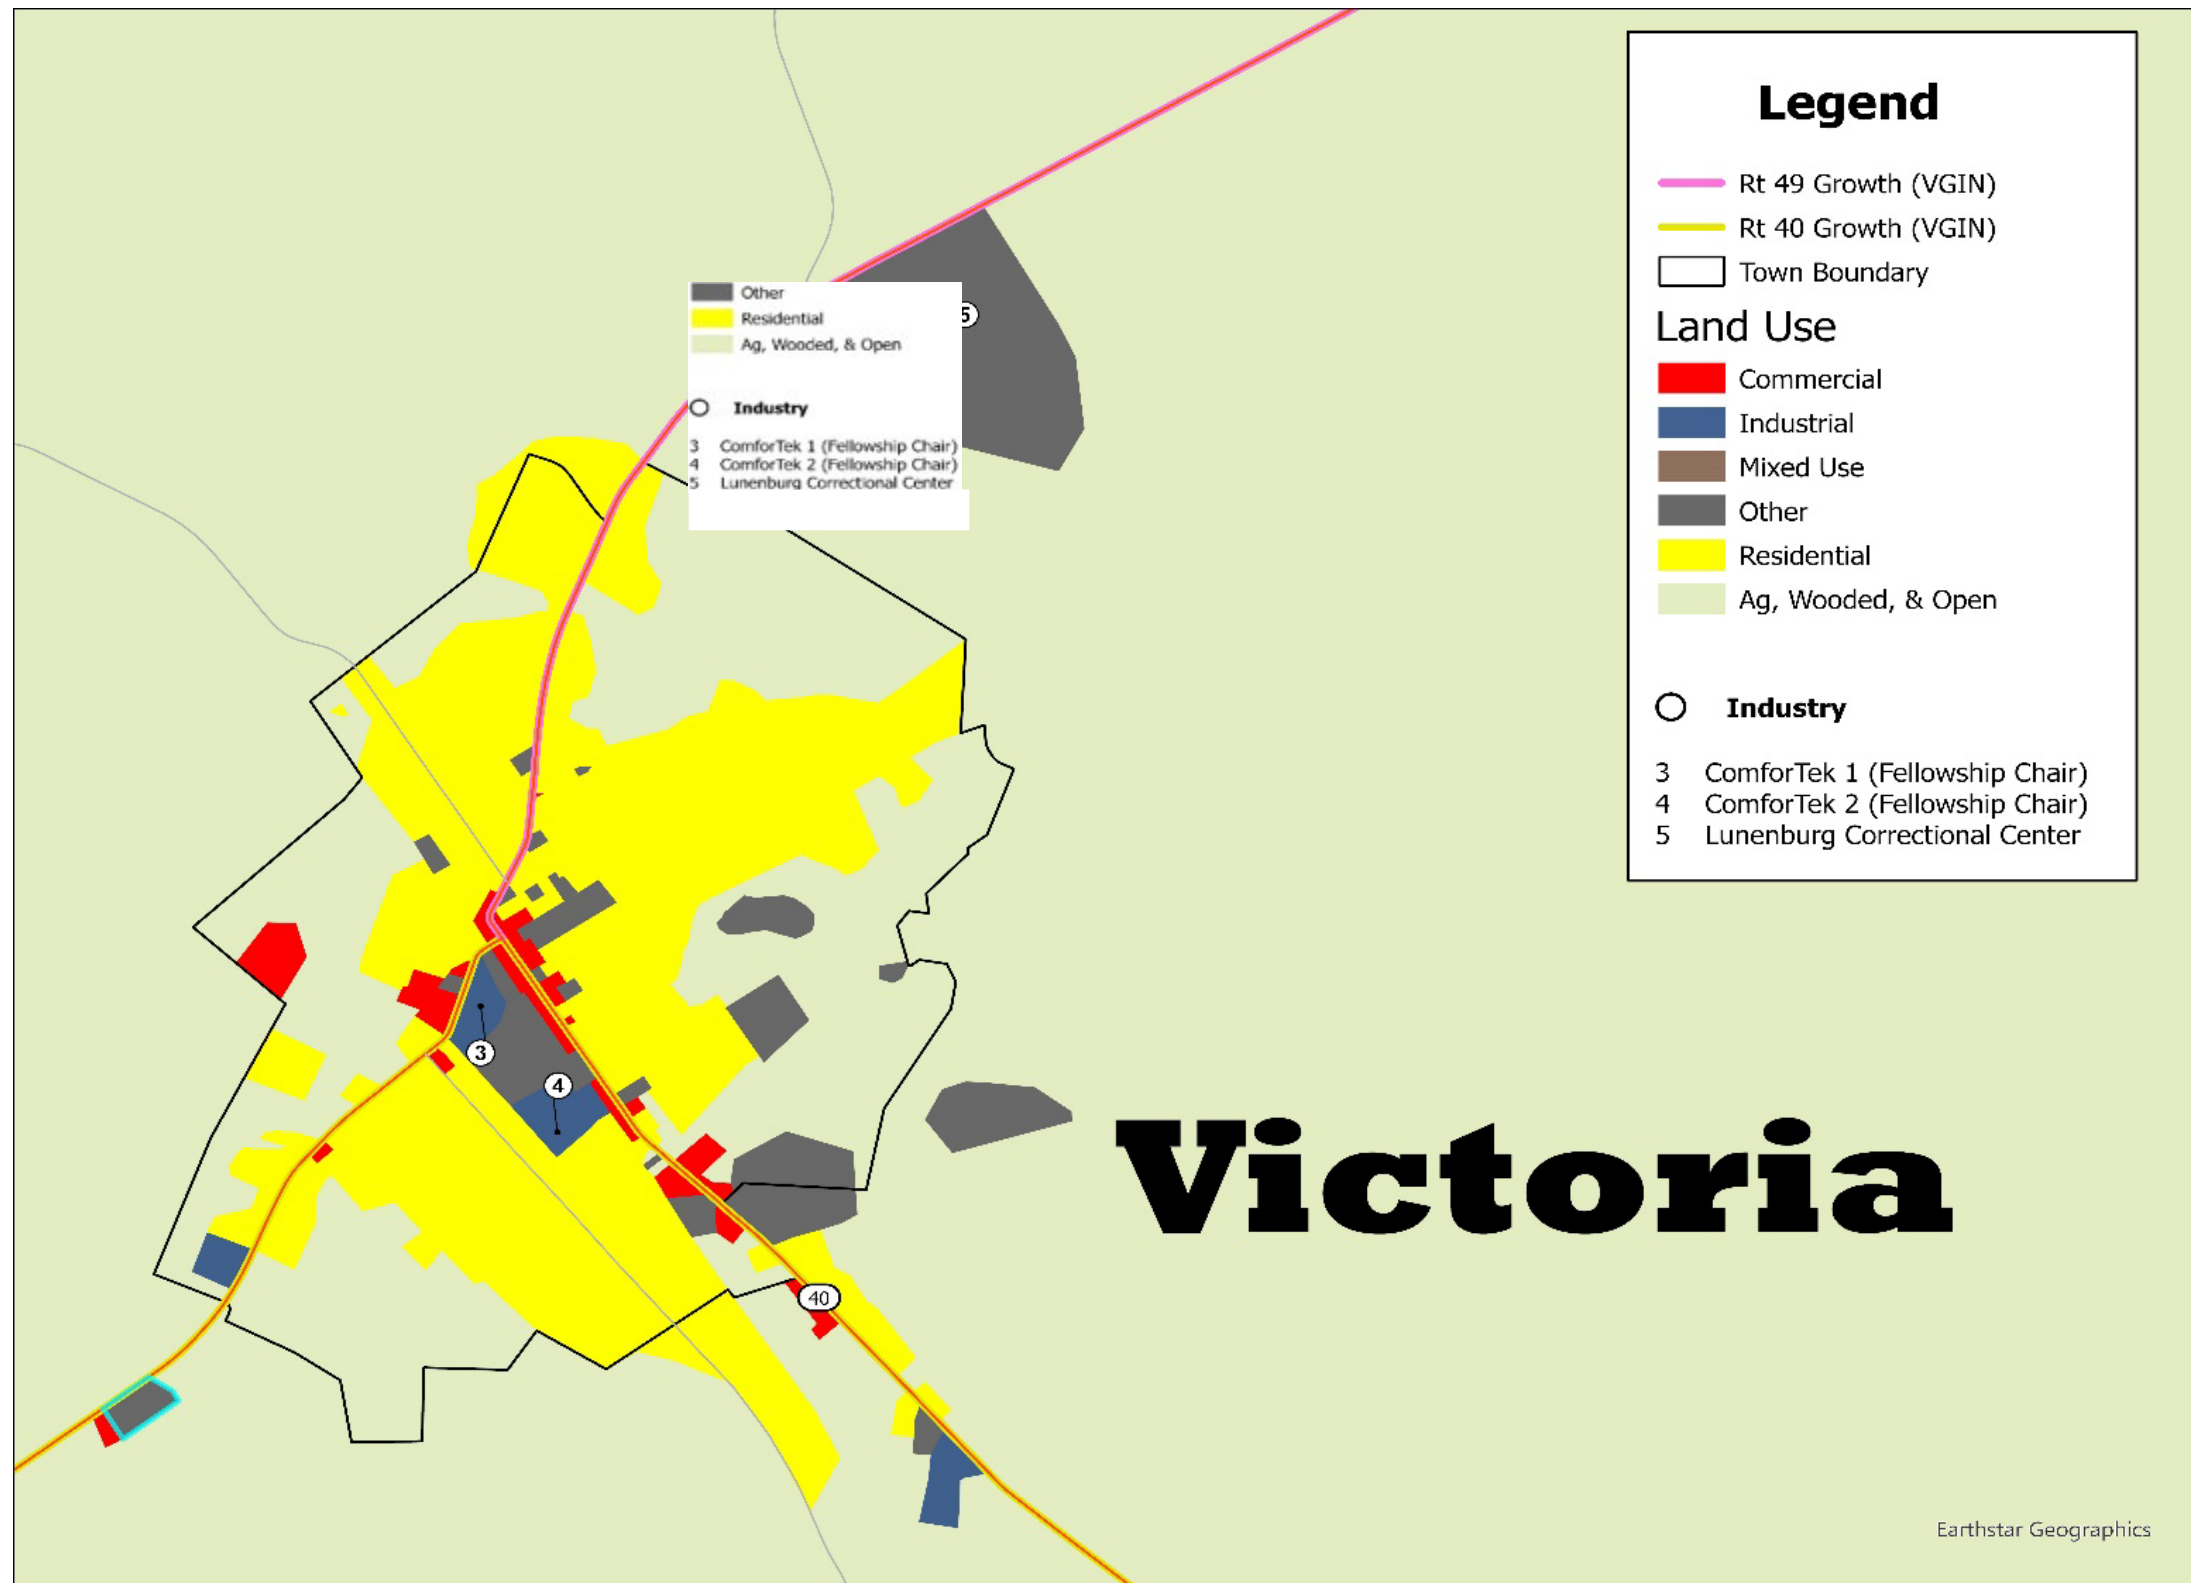 Legend
Rt 49 Growth (VGIN)
Rt 40 Growth (VGIN)
Town Boundary
Land Use
Commercial
Industrial
Mixed Use
Other
Residential
Ag, Wooded, & Open
Industry
3 ComforTek 1 (Fellowship Chair)
4 ComforTek 2 (Fellowship Chair)
5 Lunenburg Correctional Center
Other
Residential
Ag, Wooded, & Open
Industry
3 ComforTek 1 (Fellowship Chair)
4 ComforTek 2 (Fellowship Chair)
5 Lunenburg Correctional Center
5
3
4
40
Victoria
Earthstar Geographics